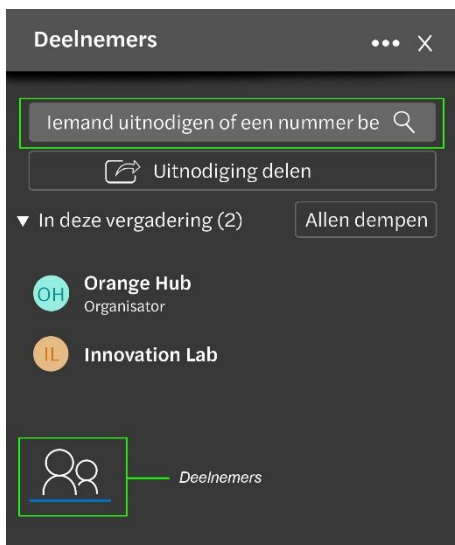 Deelnemers
Iemand uitnodigen of een nummer be
Uitnodiging delen
In deze vergadering (2)
Allen dempen
OH
Orange Hub
Organisator
IL
Innovation Lab
Deelnemers